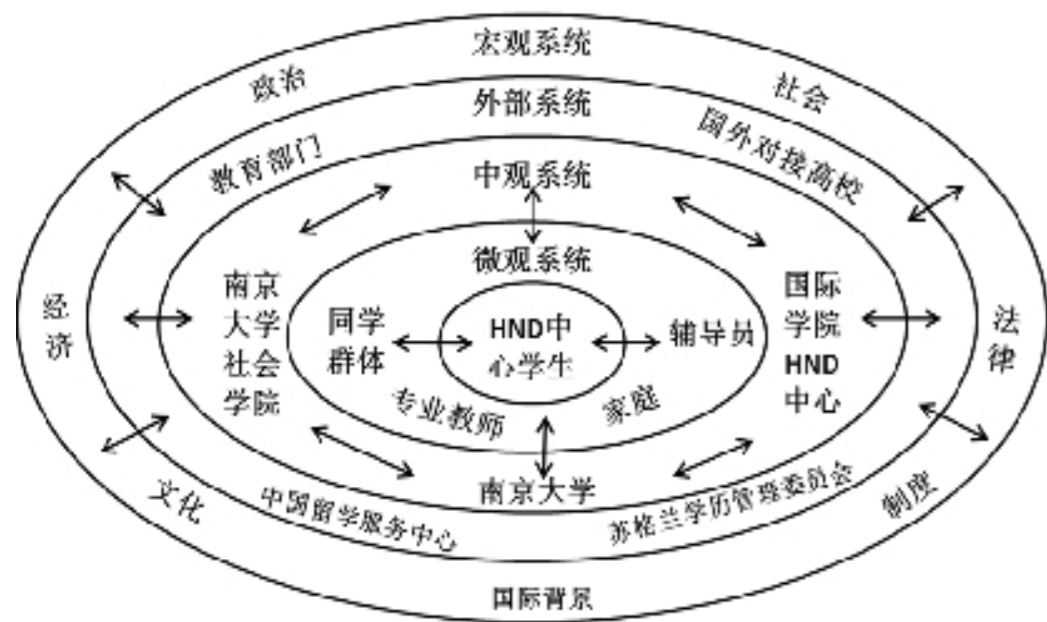 宏观系统
政治
社会
外部系统
教育部门
国外对接高校
中观系统
微观系统
经济
南京
大学
社会
学院
同学
群体
HND中
心学生
辅导员
国际
学院
HND
中心
法律
专业教师
家庭
南京大学
文化
中国留学服务中心
苏格兰学历管理委员会
制度
国际背景